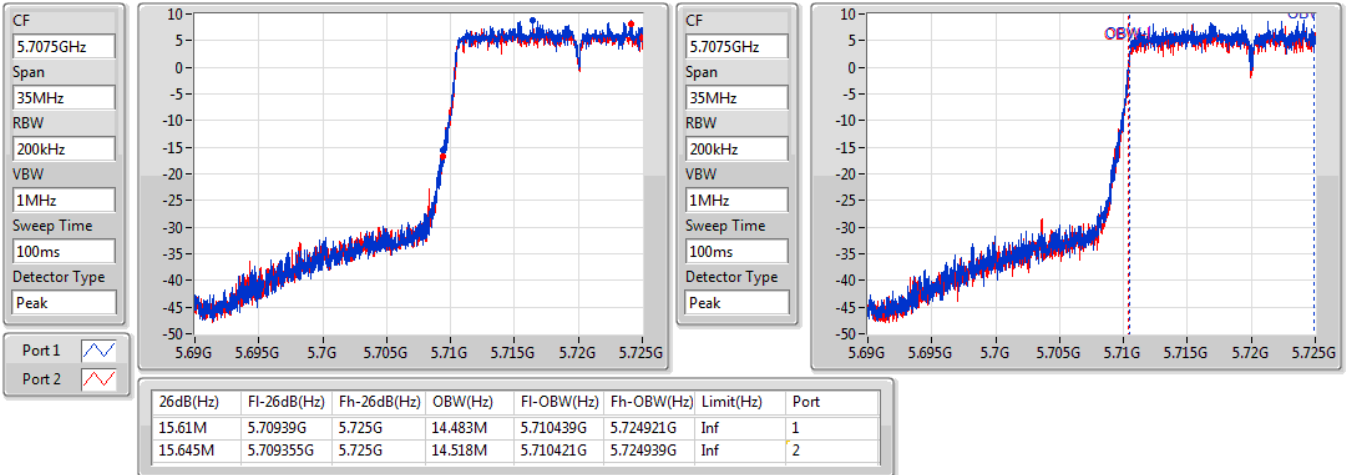 CF
5.7075GHz
Span
35MHz
RBW
200kHz
VBW
1MHz
Sweep Time
100ms
Detector Type
Peak
Port 1
Port 2
10-
5-
0-
-5-
-10-
-15-
-20-
-25-
-30-
-35-
-40-
-45-
-50-
5.69G 5.695G 5.7G 5.705G 5.71G 5.715G 5.72G 5.725G
CF
5.7075GHz
Span
35MHz
RBW
200kHz
VBW
1MHz
Sweep Time
100ms
Detector Type
Peak
10-
5-
0-
-5-
-10-
-15-
-20-
-25-
-30-
-35-
-40-
-45-
-50-
OBW
OBW
5.69G 5.695G 5.7G 5.705G 5.71G 5.715G 5.72G 5.725G
26dB(Hz) Fl-26dB(Hz) Fh-26dB(Hz) OBW(Hz) Fl-OBW(Hz) Fh-OBW(Hz) Limit(Hz) Port
15.61M 5.70939G 5.725G 14.483M 5.710439G 5.724921G Inf 1
15.645M 5.709355G 5.725G 14.518M 5.710421G 5.724939G Inf 2